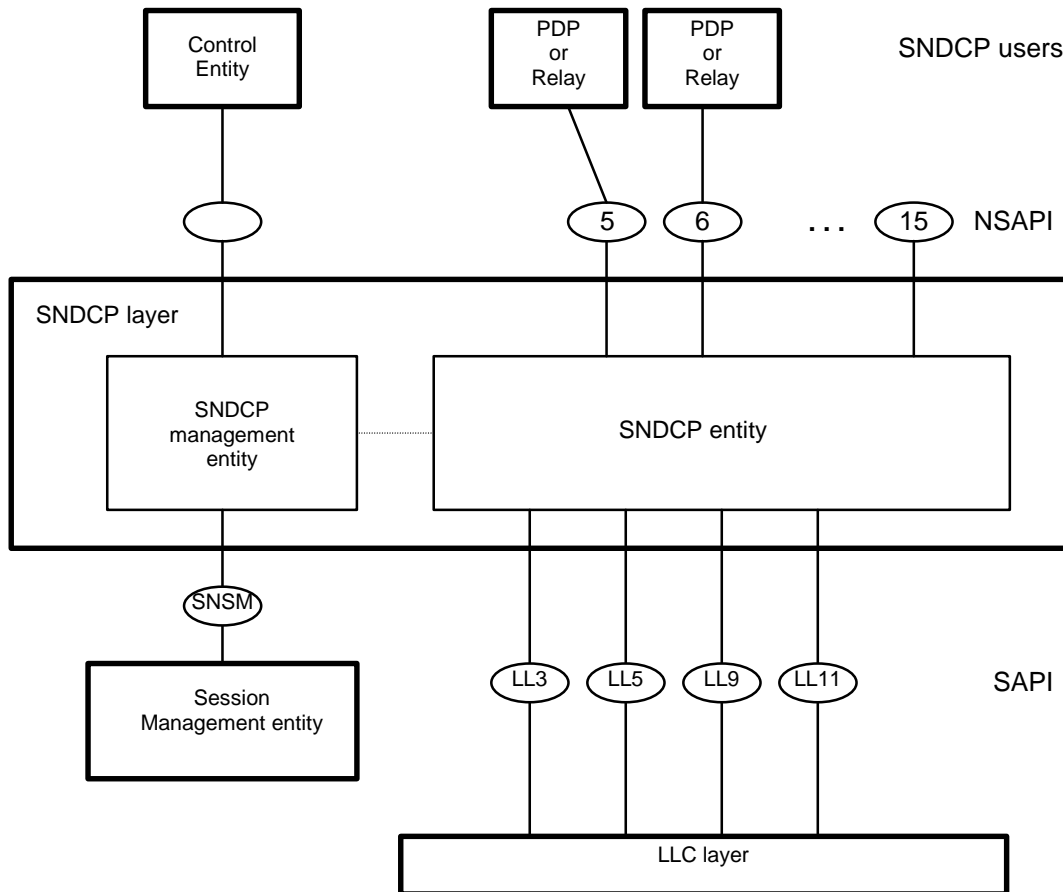 Control
Entity
PDP
or
Relay
PDP
or
Relay
SNDCP users
5
6
. . .
15
NSAPI
SNDCP layer
SNDCP
management
entity
SNDCP entity
SNSM
LL3
LL5
LL9
LL11
SAPI
Session
Management entity
LLC layer